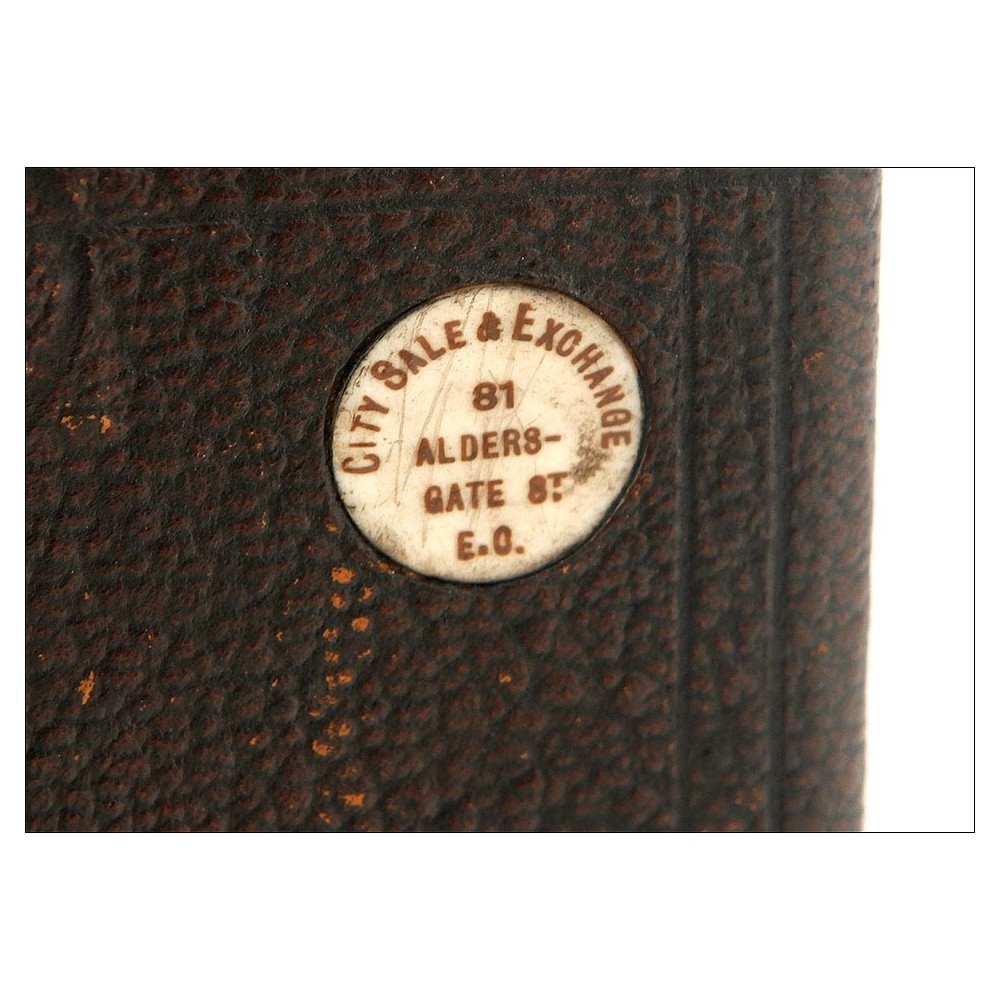 CITY SALE & EXCHANGE
81
ALDERS-
GATE ST.
E.C.